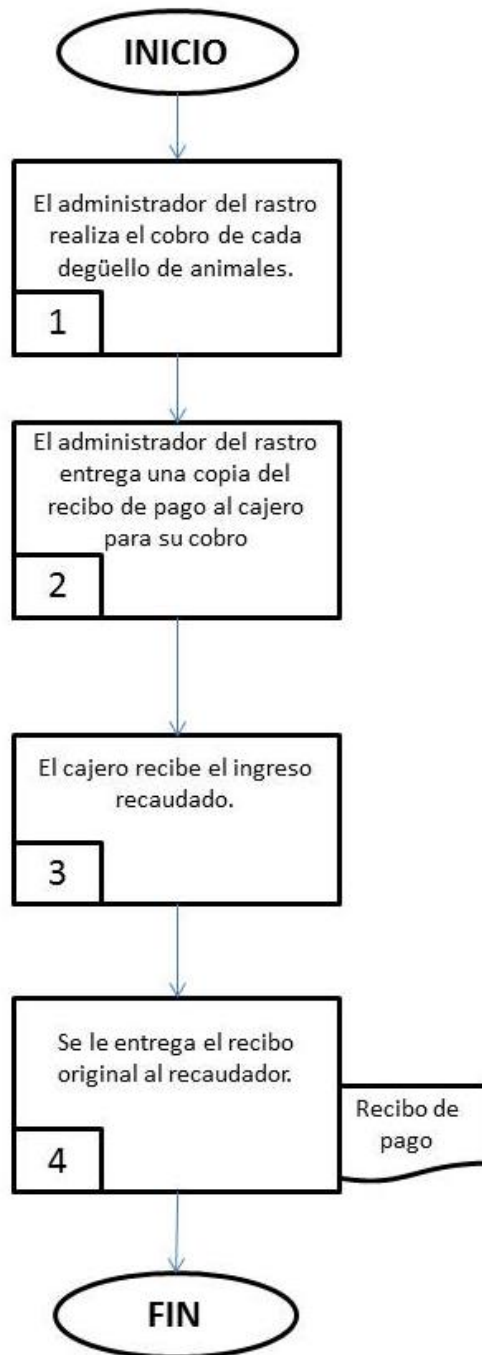 INICIO
El administrador del rastro
realiza el cobro de cada
degüello de animales.
1
El administrador del rastro
entrega una copia del
recibo de pago al cajero
para su cobro
2
El cajero recibe el ingreso
recaudado.
3
Se le entrega el recibo
original al recaudador.
4
Recibo de
pago
FIN